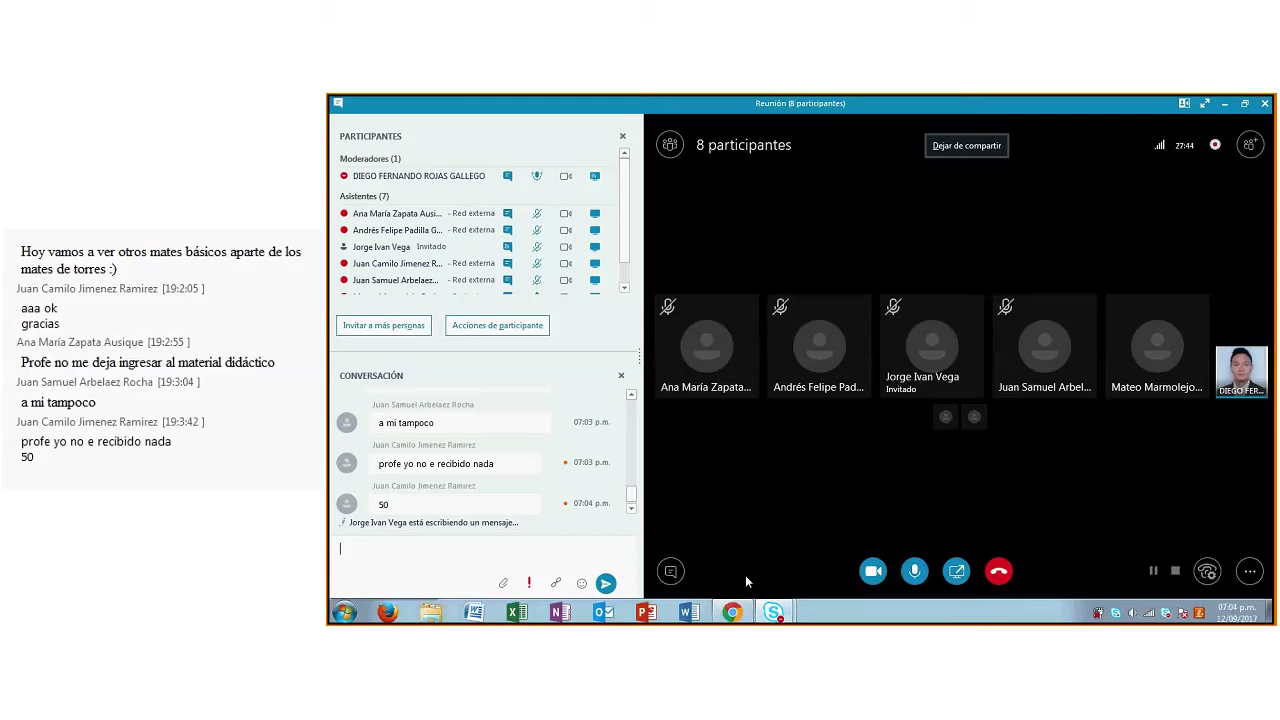 Hoy vamos a ver otros mates básicos aparte de los
mates de torres :)
Juan Camilo Jimenez Ramirez [19:2:05 ]
aaa ok
gracias
Ana María Zapata Ausique [19:2:55 ]
Profe no me deja ingresar al material didáctico
Juan Samuel Arbelaez Rocha [19:3:04 ]
a mi tampoco
Juan Camilo Jimenez Ramirez [19:3:42 ]
profe yo no e recibido nada
50
Reunión (8 participantes)
PARTICIPANTES
Moderadores (1)
DIEGO FERNANDO ROJAS GALLEGO
Asistentes (7)
Ana María Zapata Ausi... - Red externa
Andrés Felipe Padilla G... - Red externa
Jorge Ivan Vega Invitado
Juan Camilo Jimenez R... - Red externa
Juan Samuel Arbelaez... - Red externa
Invitar a más personas
Acciones de participante
CONVERSACIÓN
Juan Samuel Arbelaez Rocha
a mi tampoco 07:03 p.m.
Juan Camilo Jimenez Ramirez
profe yo no e recibido nada 07:03 p.m.
Juan Camilo Jimenez Ramirez
50 07:04 p.m.
Jorge Ivan Vega está escribiendo un mensaje...
8 participantes
Dejar de compartir
27:44
Ana María Zapata...
Andrés Felipe Pad...
Jorge Ivan Vega
Invitado
Juan Samuel Arbel...
Mateo Marmolejo...
DIEGO FER...
07:04 p.m.
12/09/2017